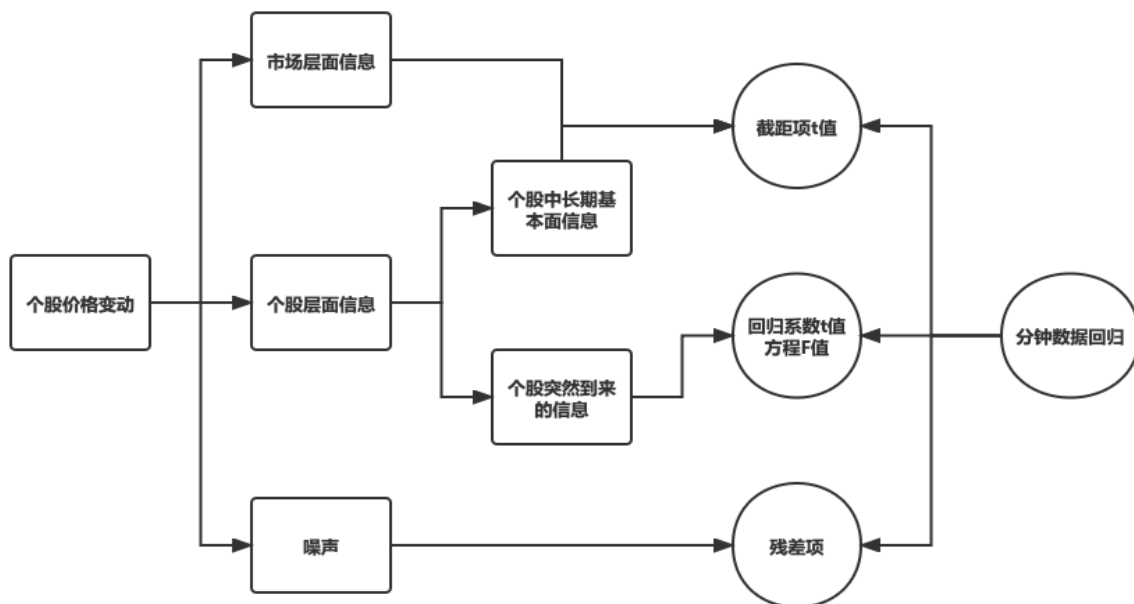 市场层面信息
截距项t值
个股中长期基
本面信息
个股价格变动
个股层面信息
回归系数t值
方程F值
分钟数据回归
个股突然到来
的信息
噪声
残差项